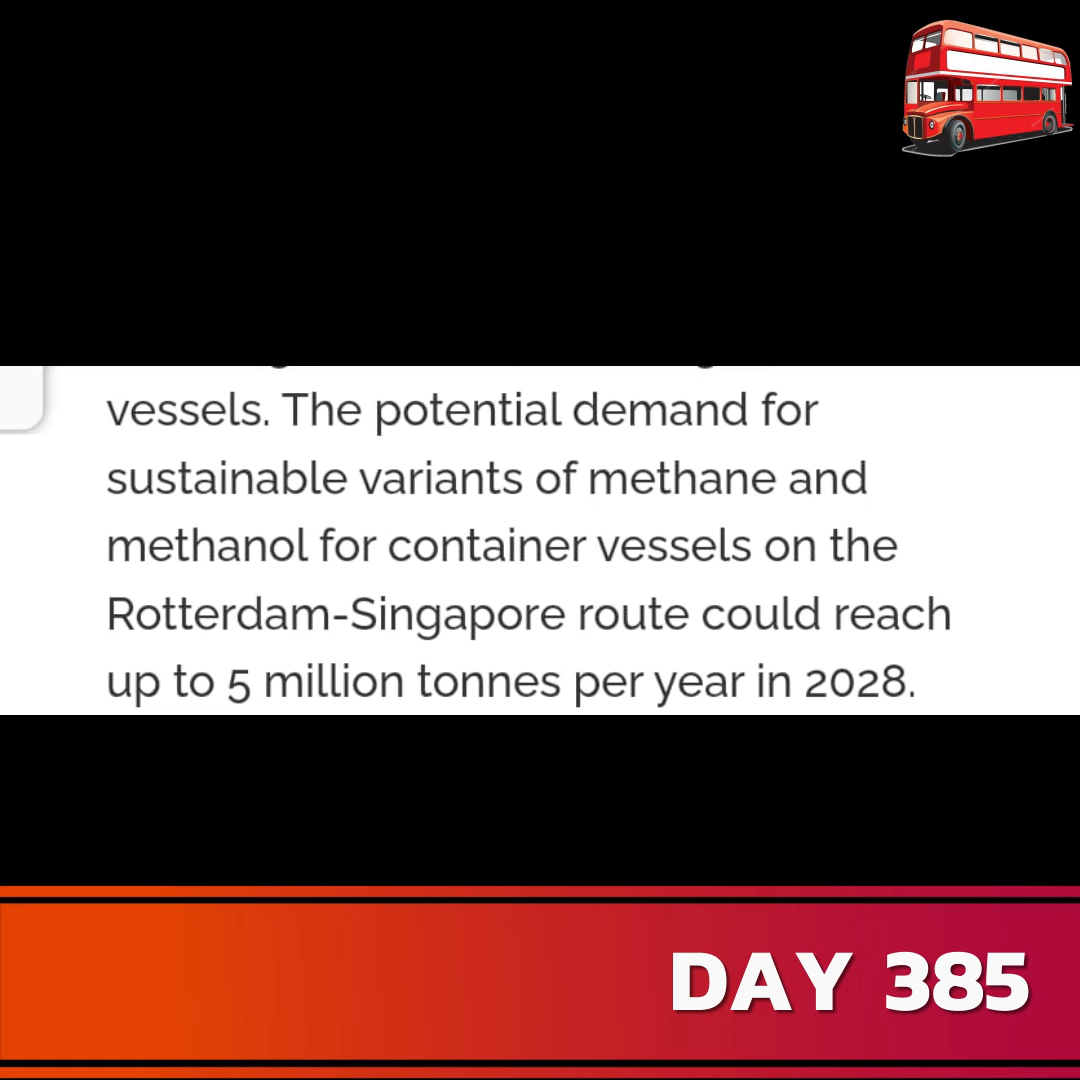 vessels. The potential demand for
sustainable variants of methane and
methanol for container vessels on the
Rotterdam-Singapore route could reach
up to 5 million tonnes per year in 2028.
DAY 385